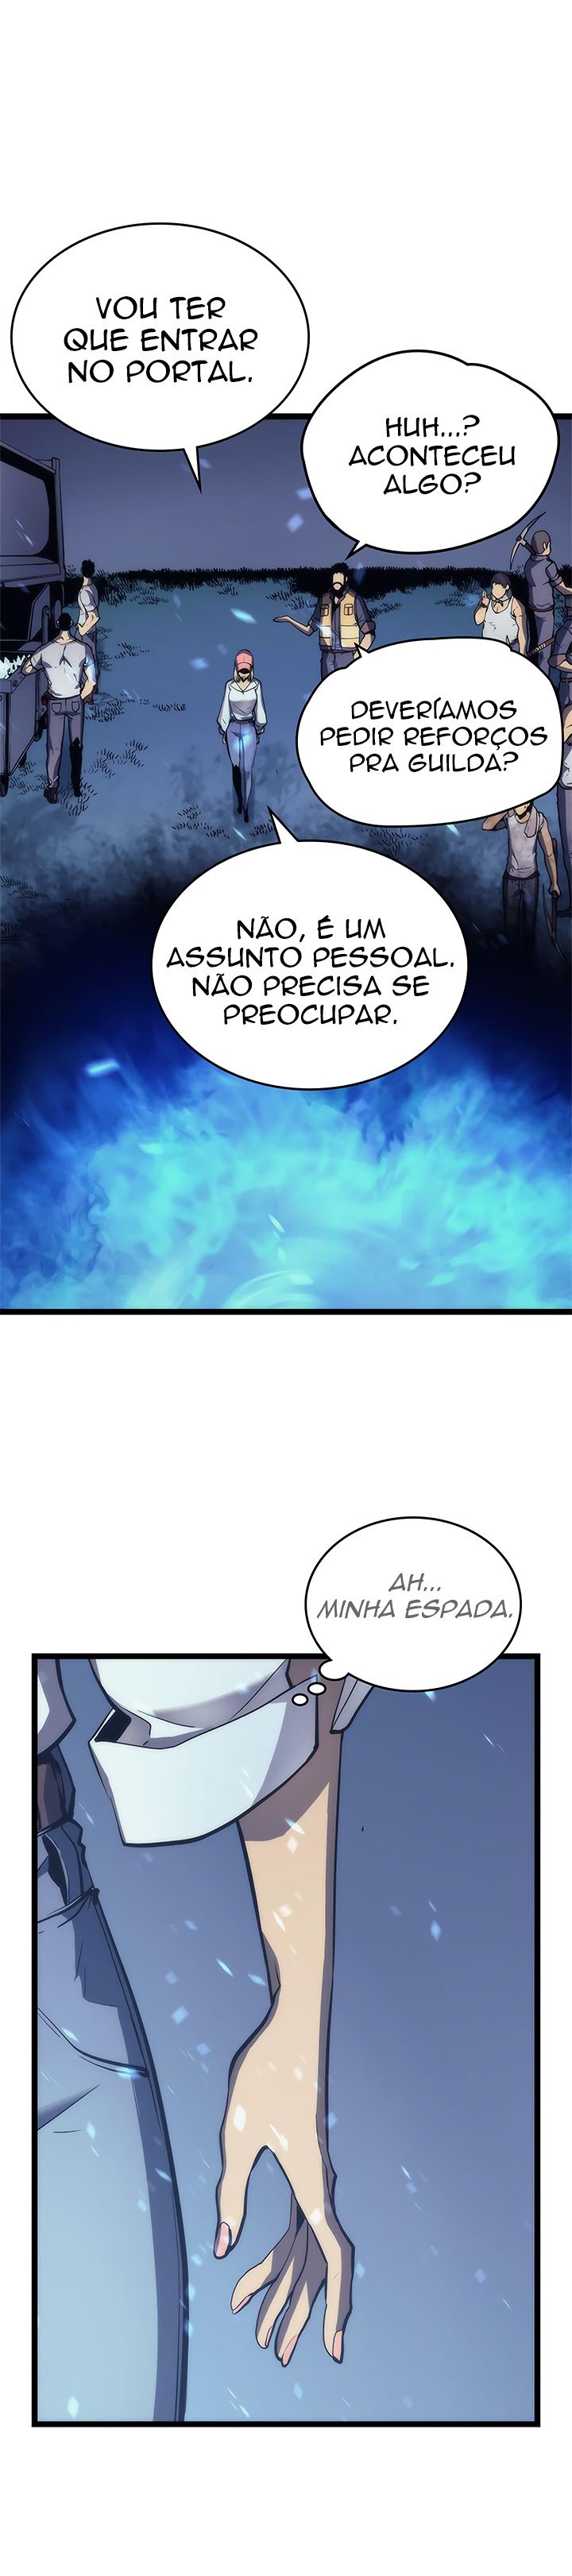 VOU TER
QUE ENTRAR
NO PORTAL.
HUH...?
ACONTECEU
ALGO?
DEVERÍAMOS
PEDIR REFORÇOS
PRA GUILDA?
NÃO, É UM
ASSUNTO PESSOAL.
NÃO PRECISA SE
PREOCUPAR.
AH...
MINHA ESPADA.